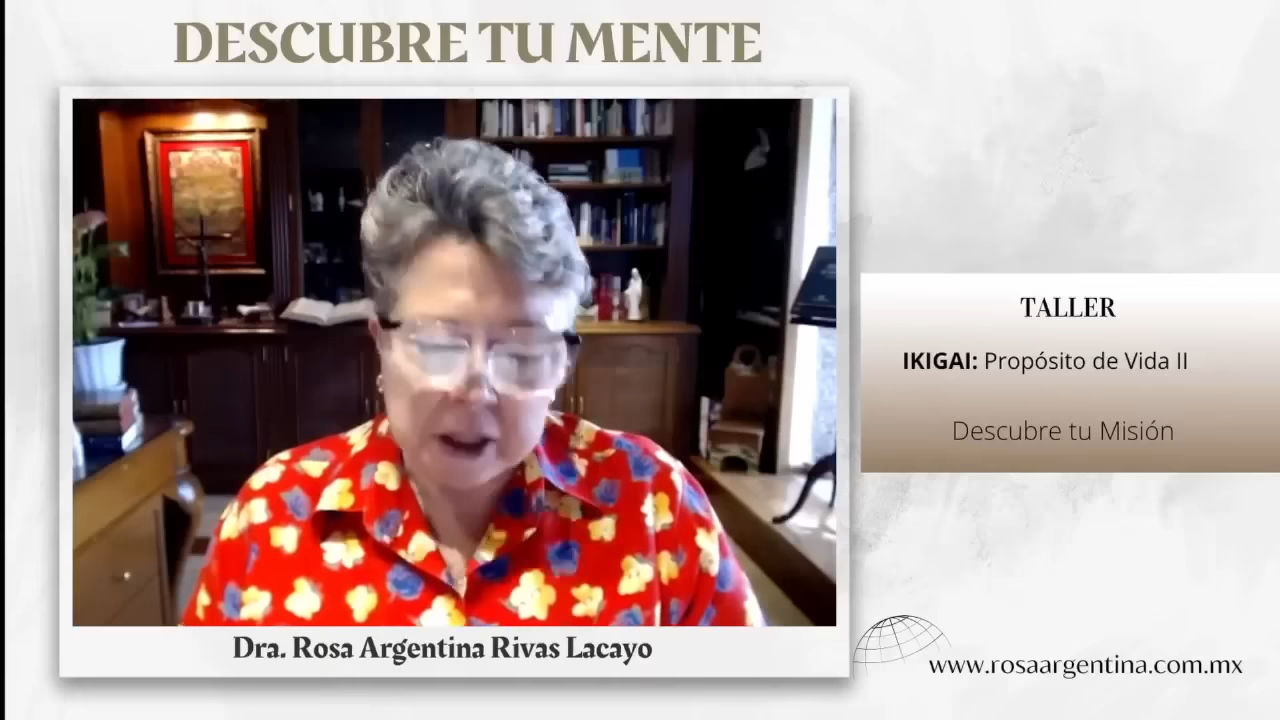 DESCUBRE TU MENTE
Dra. Rosa Argentina Rivas Lacayo
TALLER
IKIGAI: Propósito de Vida II
Descubre tu Misión
www.rosaargentina.com.mx